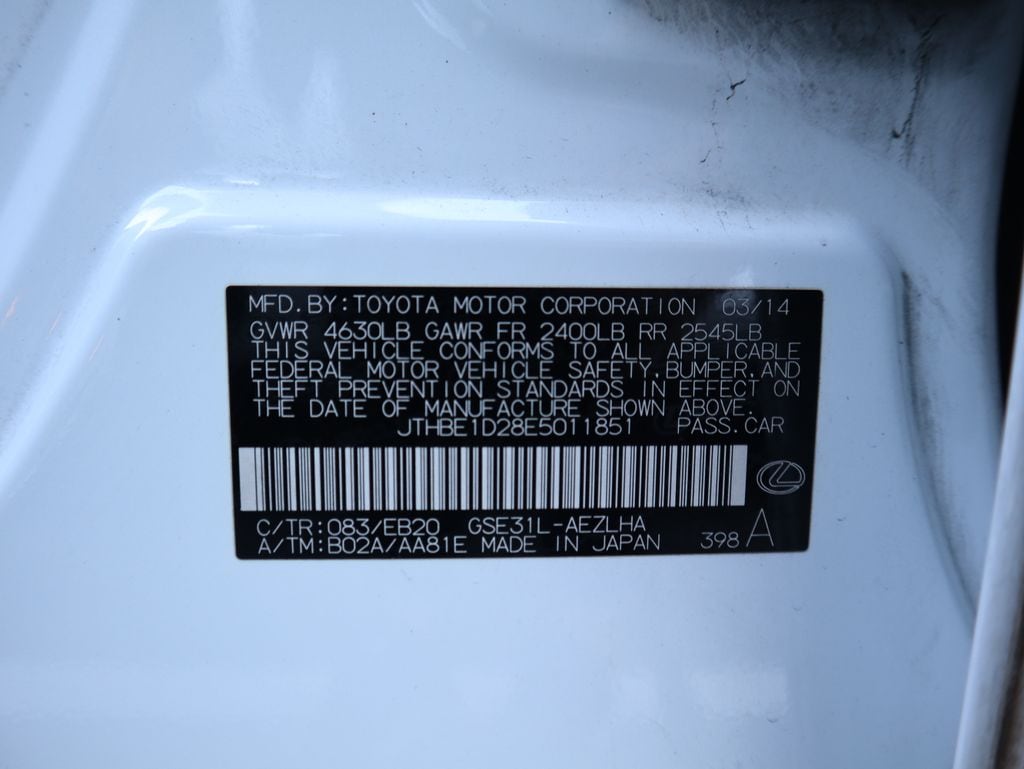 MFD. BY: TOYOTA MOTOR CORPORATION 03/14
GVWR 4630LB GAWR FR 2400LB RR 2545LB
THIS VEHICLE CONFORMS TO ALL APPLICABLE
FEDERAL MOTOR VEHICLE SAFETY, BUMPER, AND
THEFT PREVENTION STANDARDS IN EFFECT ON
THE DATE OF MANUFACTURE SHOWN ABOVE.
JTHBE1D28E5011851 PASS. CAR
C/TR: 083/EB20 GSE31L-AEZLHA
A/TM: B02A/AA81E MADE IN JAPAN 398 A